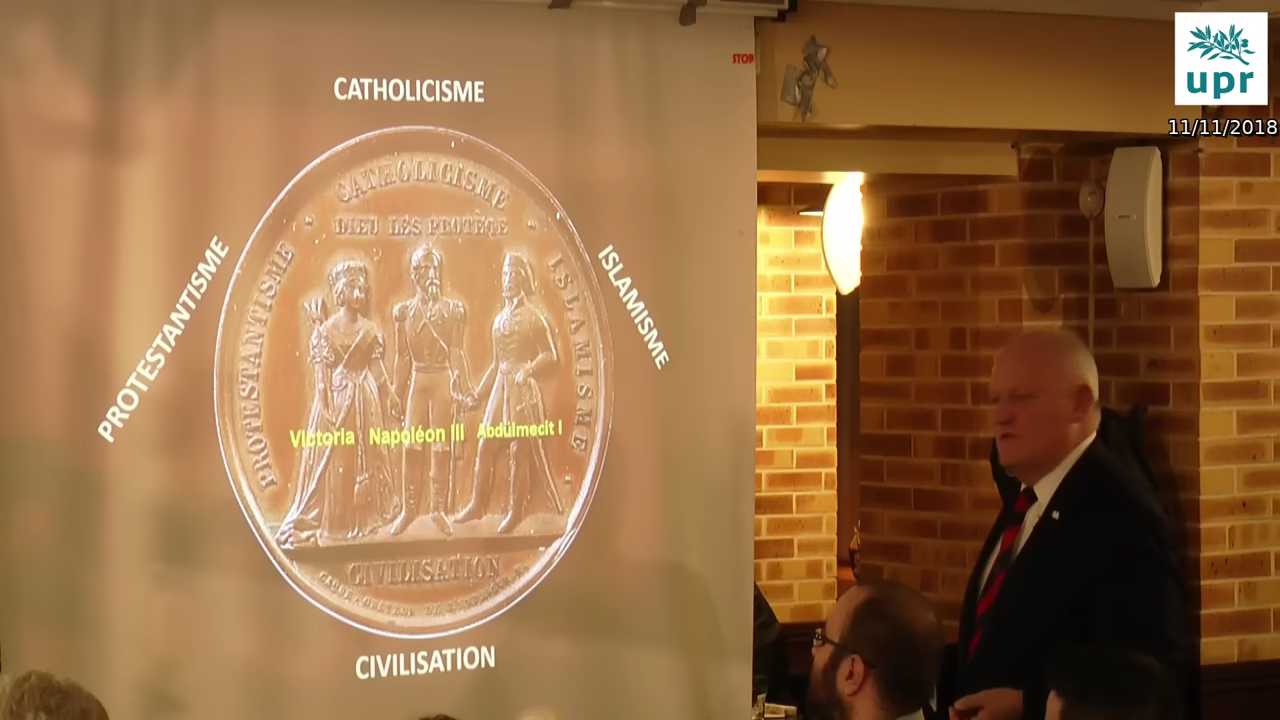 CATHOLICISME
STOP
upr
11/11/2018
CATHOLICISME
DIEU LES PROTÈGE
PROTESTANTISME
ISLAMISME
PROTESTANTISME
ISLAMISME
Victoria Napoléon III Abdülmecit I
CIVILISATION
CIVILISATION